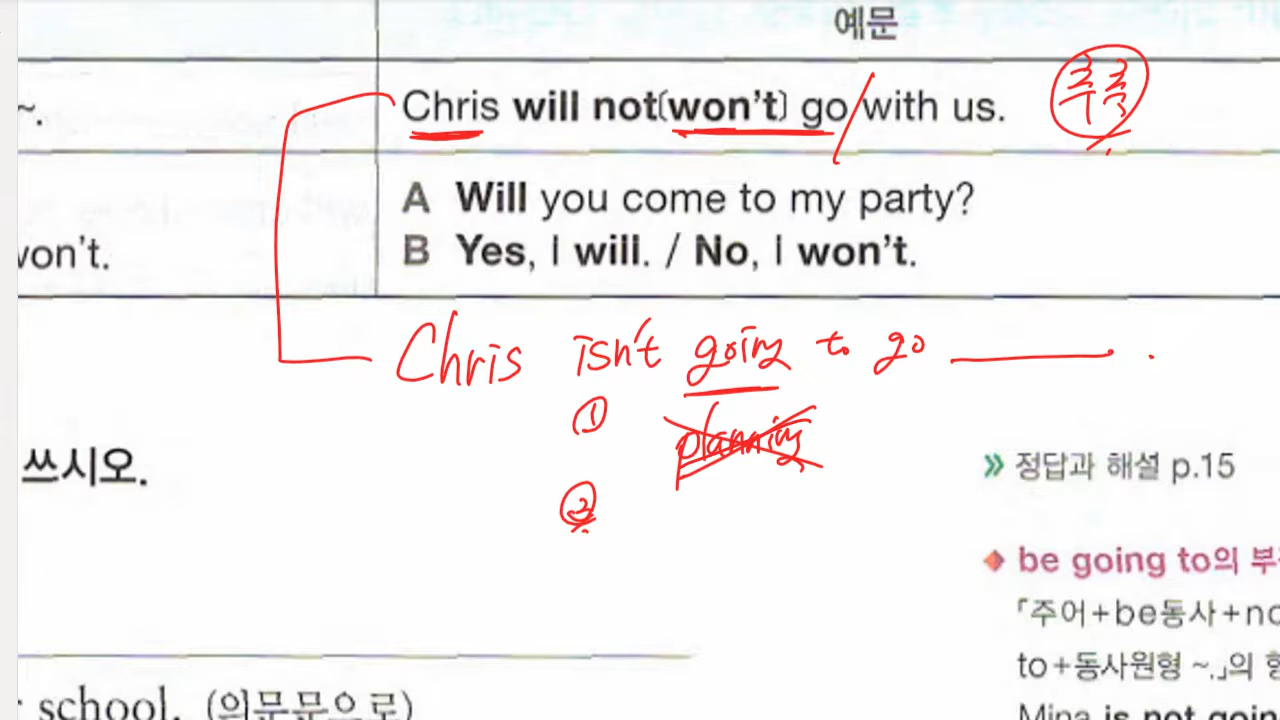 예문
~.
Chris will not(won't) go with us.
추측
A Will you come to my party?
B Yes, I will. / No, I won't.
won't.
Chris isn't going to go
①
planning
②
쓰시오.
» 정답과 해설 p.15
◆ be going to의
「주어+be동사+
to+동사원형 ~.」의
Mina is not
school. (의문문으로)